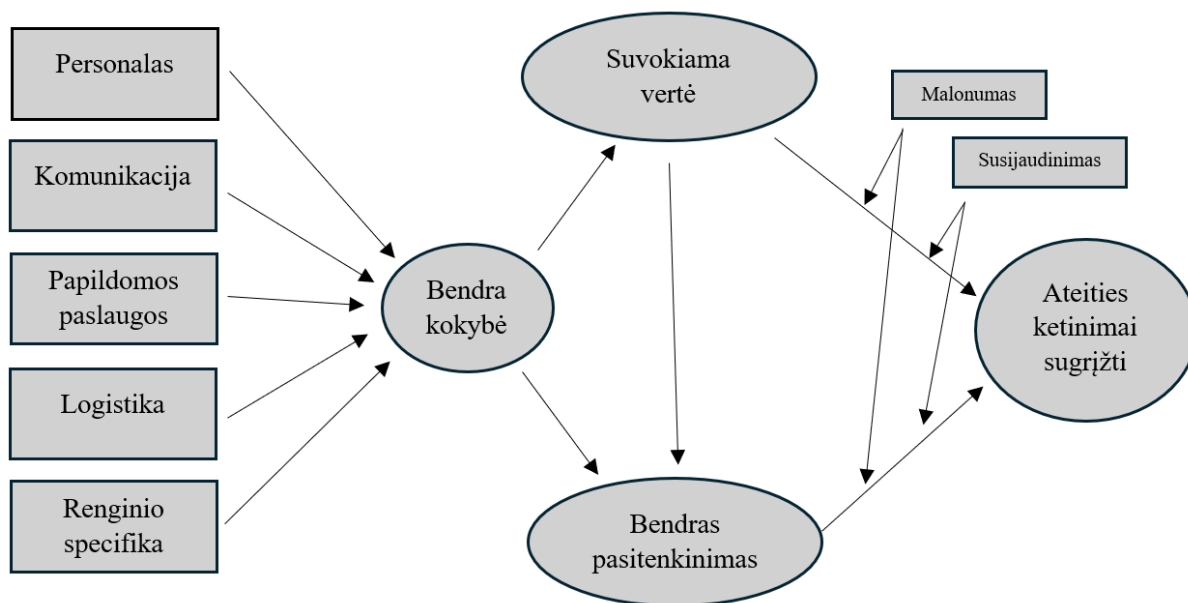 Personalas
Komunikacija
Papildomos
paslaugos
Logistika
Renginio
specifika
Bendra
kokybė
Suvokiama
vertė
Bendras
pasitenkinimas
Malonumas
Susijaudinimas
Ateities
ketinimai
sugrįžti